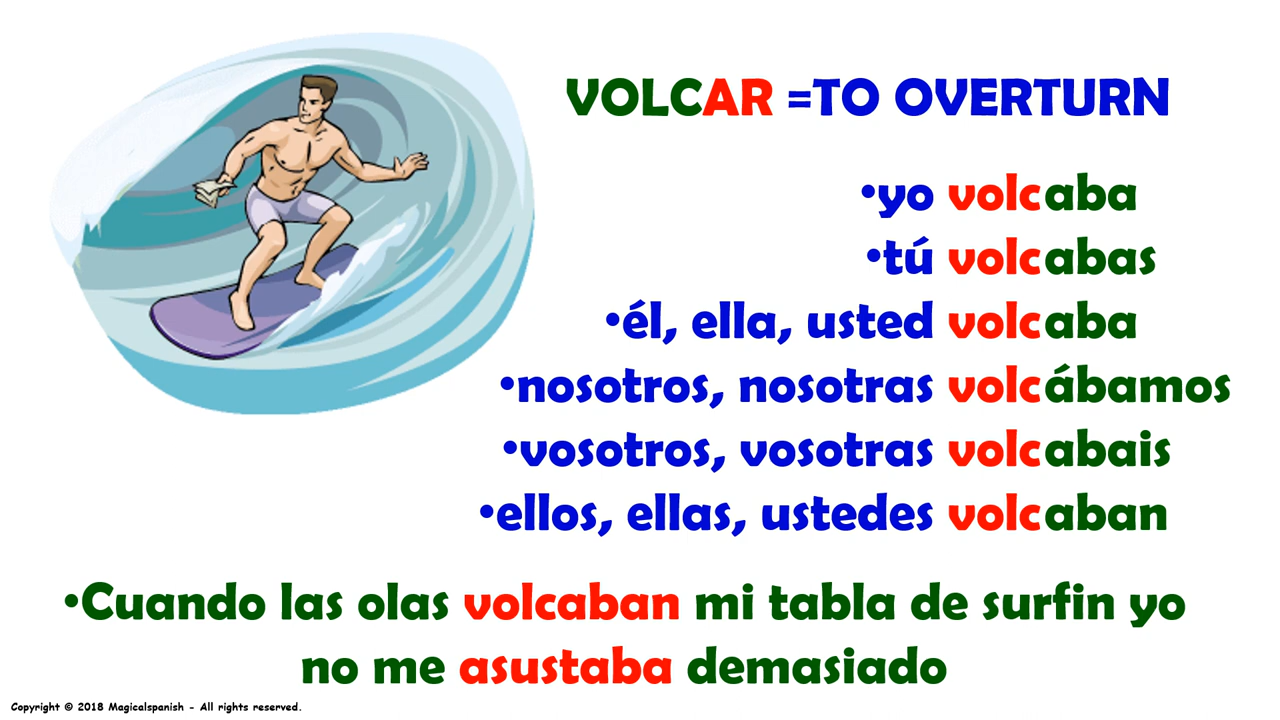 VOLCAR =TO OVERTURN
•yo volcaba
•tú volcabas
•él, ella, usted volcaba
•nosotros, nosotras volcábamos
•vosotros, vosotras volcabais
•ellos, ellas, ustedes volcaban
•Cuando las olas volcaban mi tabla de surfin yo
no me asustaba demasiado
Copyright © 2018 Magicalspanish - All rights reserved.